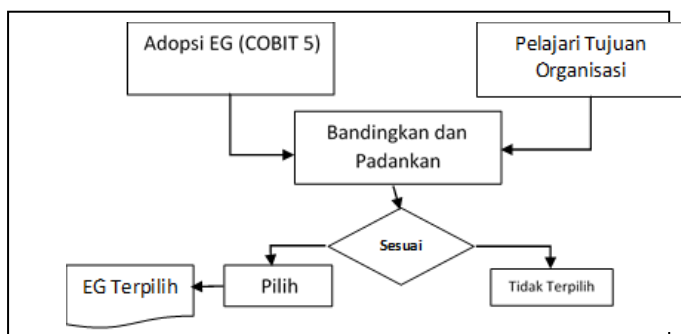 Adopsi EG (COBIT 5)
Pelajari Tujuan
Organisasi
Bandingkan dan
Padankan
Sesuai
EG Terpilih
Pilih
Tidak Terpilih